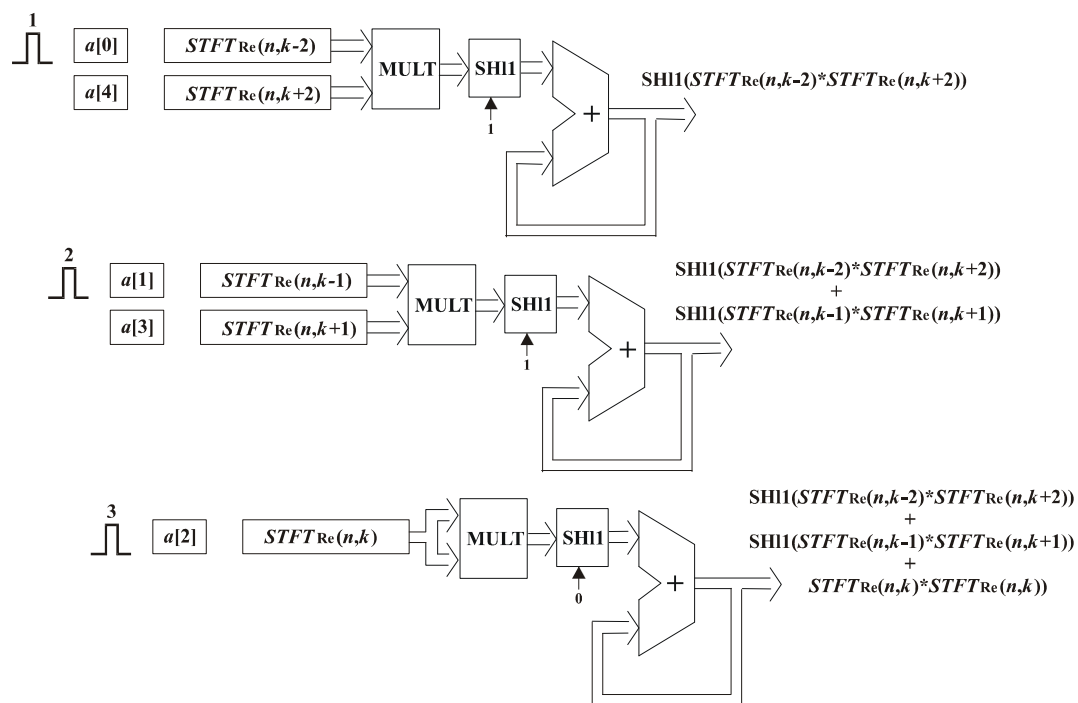 1
a[0] STFTRe(n,k-2)
a[4] STFTRe(n,k+2)
MULT
SHl1
1
+
SHl1(STFTRe(n,k-2)*STFTRe(n,k+2))
2
a[1] STFTRe(n,k-1)
a[3] STFTRe(n,k+1)
MULT
SHl1
1
+
SHl1(STFTRe(n,k-2)*STFTRe(n,k+2))
+
SHl1(STFTRe(n,k-1)*STFTRe(n,k+1))
3
a[2] STFTRe(n,k)
MULT
SHl1
0
+
SHl1(STFTRe(n,k-2)*STFTRe(n,k+2))
+
SHl1(STFTRe(n,k-1)*STFTRe(n,k+1))
+
STFTRe(n,k)*STFTRe(n,k))